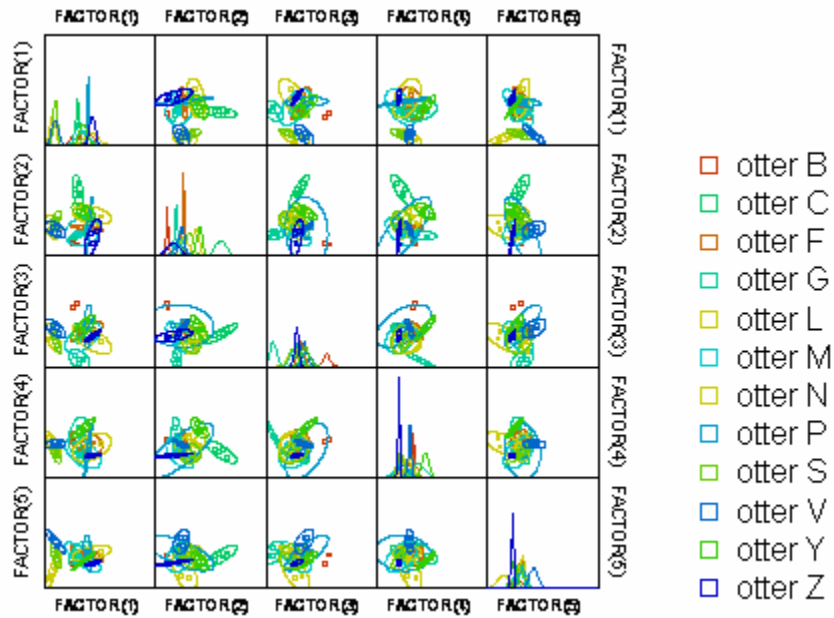 FACTOR(1) FACTOR(2) FACTOR(3) FACTOR(4) FACTOR(5)
FACTOR(1)
FACTOR(1)
FACTOR(2)
FACTOR(2)
FACTOR(3)
FACTOR(3)
FACTOR(4)
FACTOR(4)
FACTOR(5)
FACTOR(5)
FACTOR(1) FACTOR(2) FACTOR(3) FACTOR(4) FACTOR(5)
otter B
otter C
otter F
otter G
otter L
otter M
otter N
otter P
otter S
otter V
otter Y
otter Z